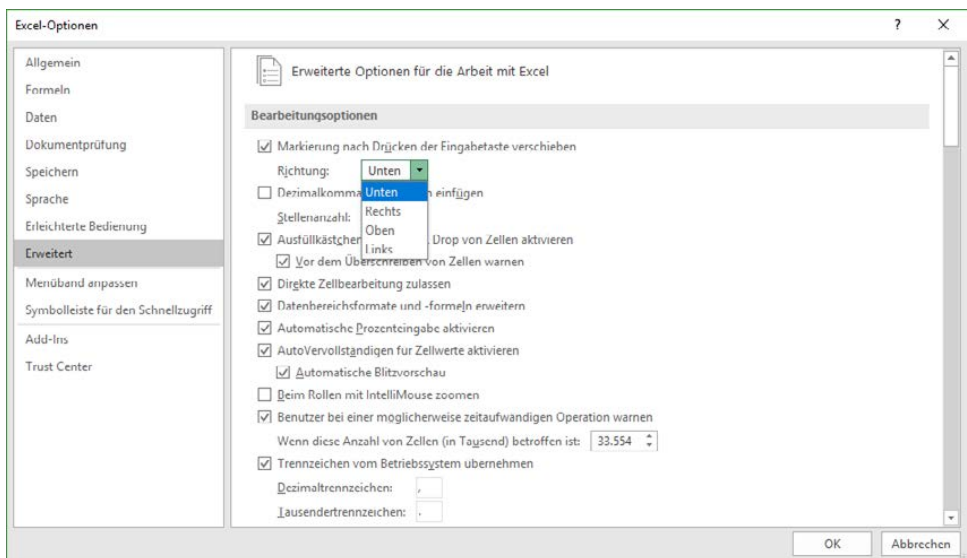 Excel-Optionen ? ✕
Allgemein
Formeln
Daten
Dokumentprüfung
Speichern
Sprache
Erleichterte Bedienung
Erweitert
Menüband anpassen
Symbolleiste für den Schnellzugriff
Add-Ins
Trust Center
Erweiterte Optionen für die Arbeit mit Excel
Bearbeitungsoptionen
Markierung nach Drücken der Eingabetaste verschieben
Richtung: Unten
Unten
Rechts
Oben
Links
Dezimalkomma einfügen
Stellenanzahl:
Ausfüllkästchen Drop von Zellen aktivieren
Vor dem Überschreiben von Zellen warnen
Direkte Zellbearbeitung zulassen
Datenbereichsformate und -formeln erweitern
Automatische Prozenteingabe aktivieren
AutoVervollständigen für Zellwerte aktivieren
Automatische Blitzvorschau
Beim Rollen mit IntelliMouse zoomen
Benutzer bei einer möglicherweise zeitaufwändigen Operation warnen
Wenn diese Anzahl von Zellen (in Tausend) betroffen ist: 33.554
Trennzeichen vom Betriebssystem übernehmen
Dezimaltrennzeichen: ,
Tausendertrennzeichen: .
OK Abbrechen